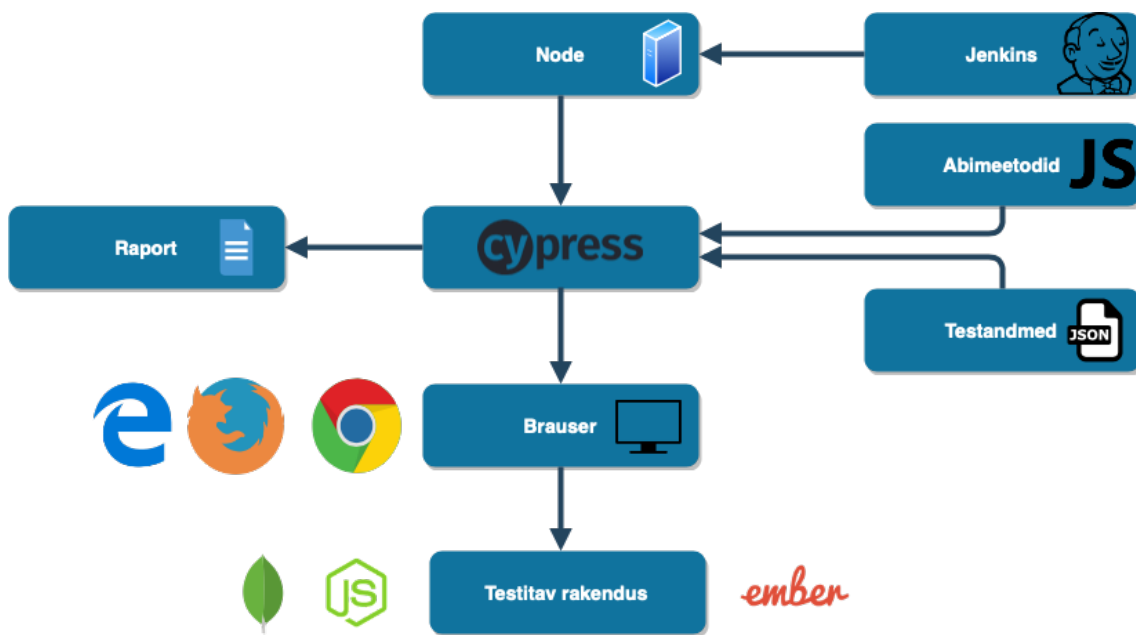 Node
Jenkins
Abimeetodid
JS
Raport
cypress
Testandmed
JSON
Brauser
JS
Testitav rakendus
ember